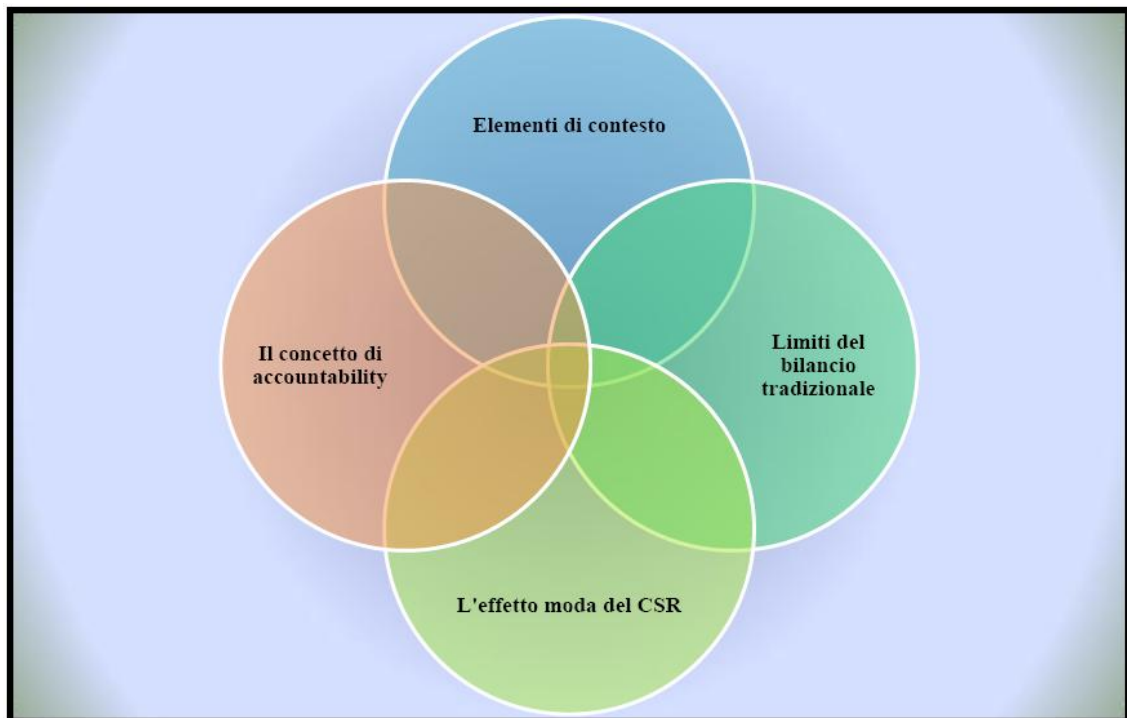 Elementi di contesto
Il concetto di
accountability
Limiti del
bilancio
tradizionale
L'effetto moda del CSR